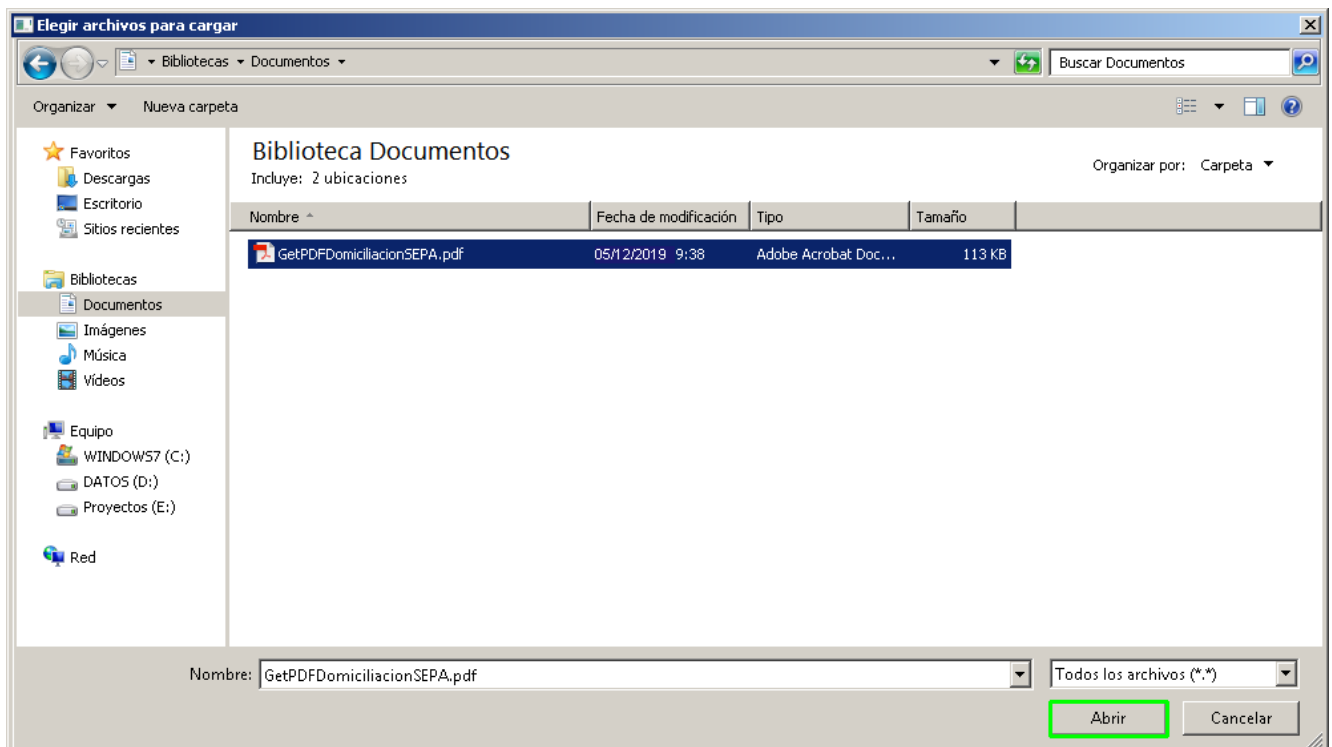 Elegir archivos para cargar
Bibliotecas Documentos
Buscar Documentos
Organizar Nueva carpeta
Favoritos
Descargas
Escritorio
Sitios recientes
Bibliotecas
Documentos
Imágenes
Música
Vídeos
Equipo
WINDOWS7 (C:)
DATOS (D:)
Proyectos (E:)
Red
Biblioteca Documentos
Incluye: 2 ubicaciones
Organizar por: Carpeta
Nombre Fecha de modificación Tipo Tamaño
GetPDFDomiciliacionSEPA.pdf 05/12/2019 9:38 Adobe Acrobat Doc... 113 KB
Nombre: GetPDFDomiciliacionSEPA.pdf Todos los archivos (*.*)
Abrir Cancelar